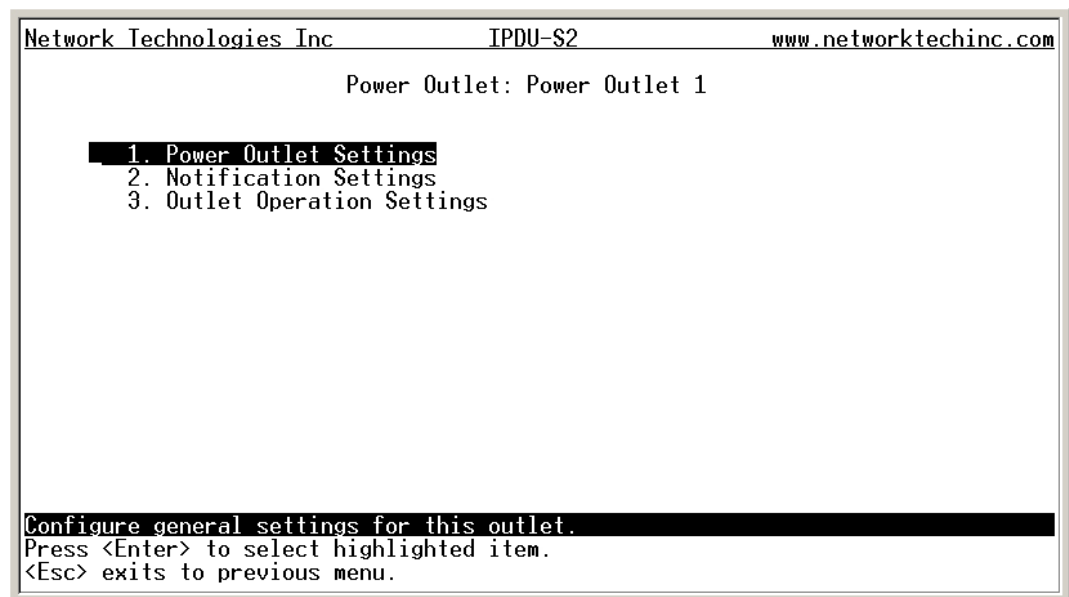 Network Technologies Inc IPDU-S2 www.networktechinc.com
Power Outlet: Power Outlet 1
1. Power Outlet Settings
2. Notification Settings
3. Outlet Operation Settings
Configure general settings for this outlet.
Press <Enter> to select highlighted item.
<Esc> exits to previous menu.